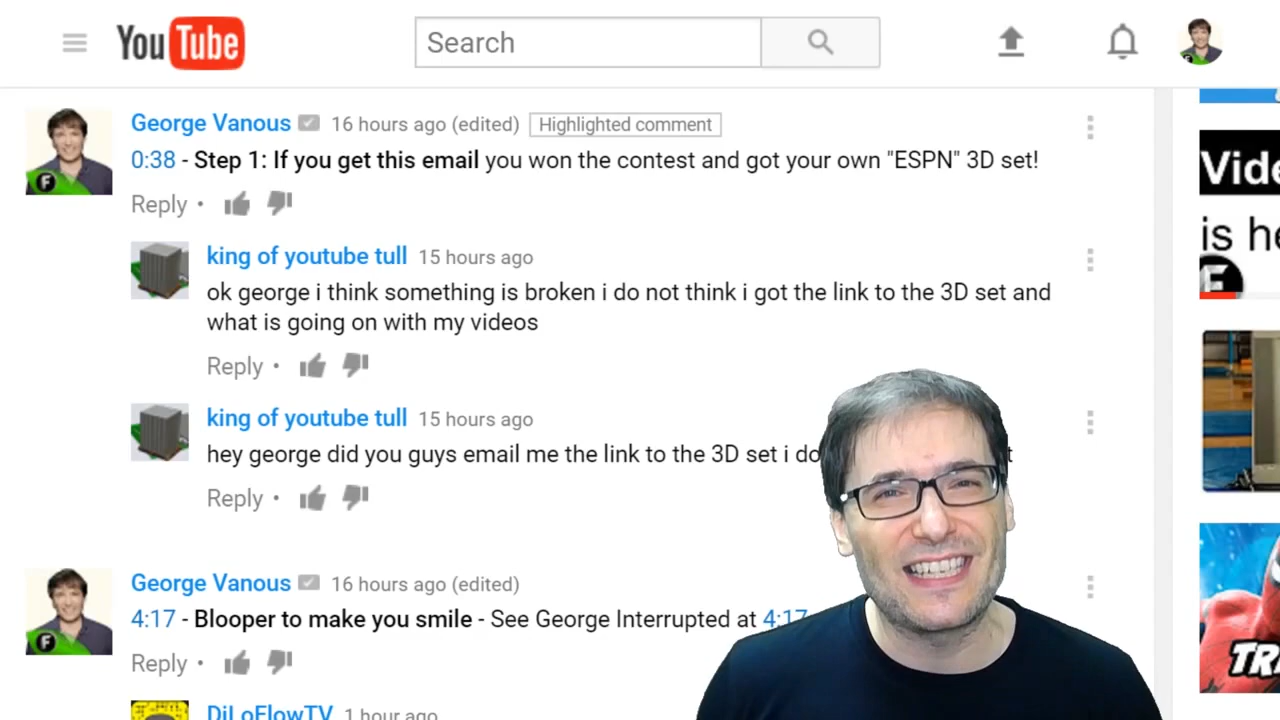 YouTube
Search
George Vanous 16 hours ago (edited) Highlighted comment
0:38 - Step 1: If you get this email you won the contest and got your own "ESPN" 3D set!
Reply •
king of youtube tull 15 hours ago
ok george i think something is broken i do not think i got the link to the 3D set and
what is going on with my videos
Reply •
king of youtube tull 15 hours ago
hey george did you guys email me the link to the 3D set i do
Reply •
George Vanous 16 hours ago (edited)
4:17 - Blooper to make you smile - See George Interrupted at 4:17
Reply •
DiLoFlowTV 1 hour ago
is he
F